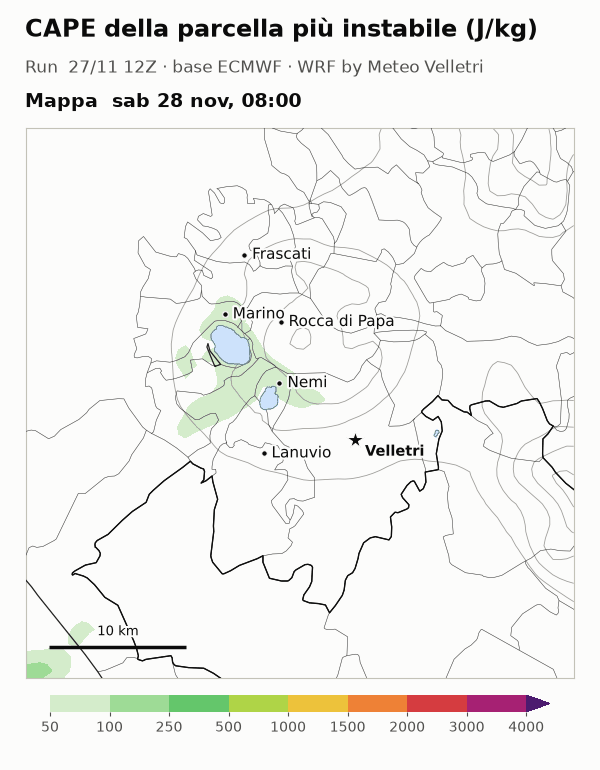 CAPE della parcella più instabile (J/kg)
Run  27/11 12Z · base ECMWF · WRF by Meteo Velletri
Mappa  sab 28 nov, 08:00
Frascati
Marino
Rocca di Papa
Nemi
Velletri
Lanuvio
10 km
50 100 250 500 1000 1500 2000 3000 4000